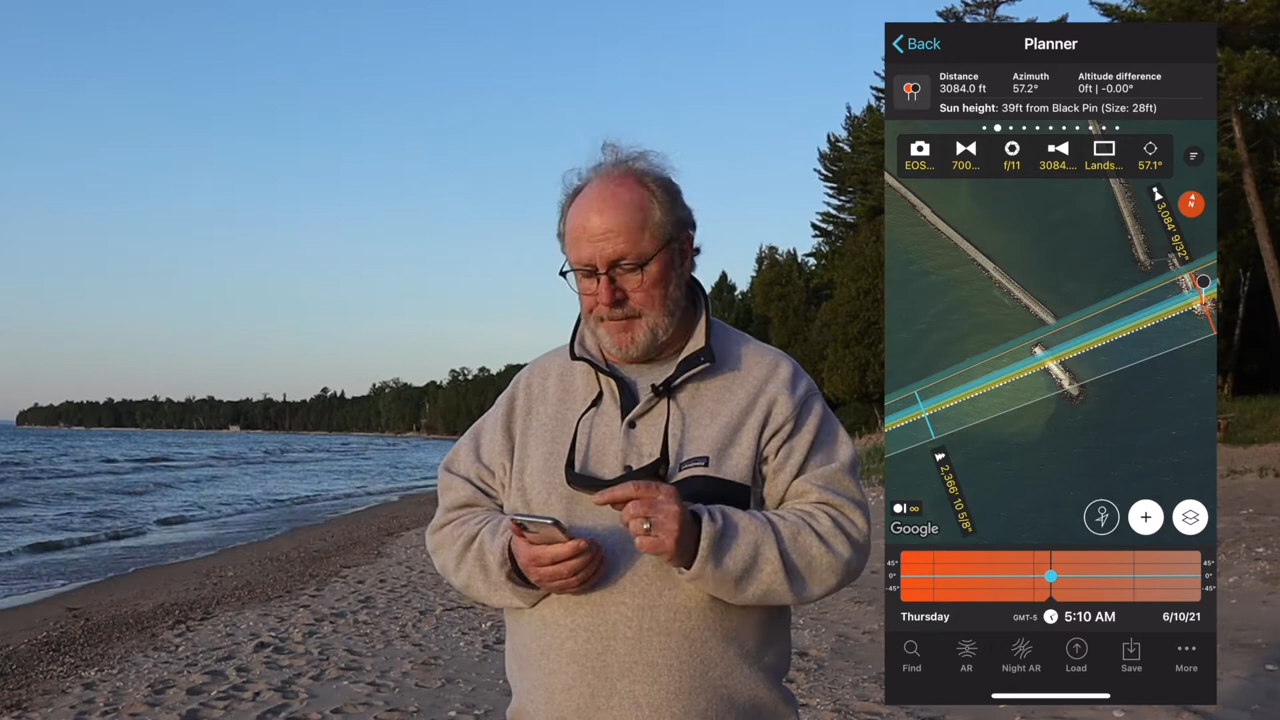 Back
Planner
Distance
Azimuth
Altitude difference
3084.0 ft
57.2°
0ft | -0.00°
Sun height: 39ft from Black Pin (Size: 28ft)
EOS...
700...
f/11
3084....
Lands...
57.1°
N
3,084' 9/32"
2,366' 10 5/8"
∞
Google
45°
0°
-45°
45°
0°
-45°
Thursday
GMT-5
5:10 AM
6/10/21
Find
AR
Night AR
Load
Save
More
patagonia